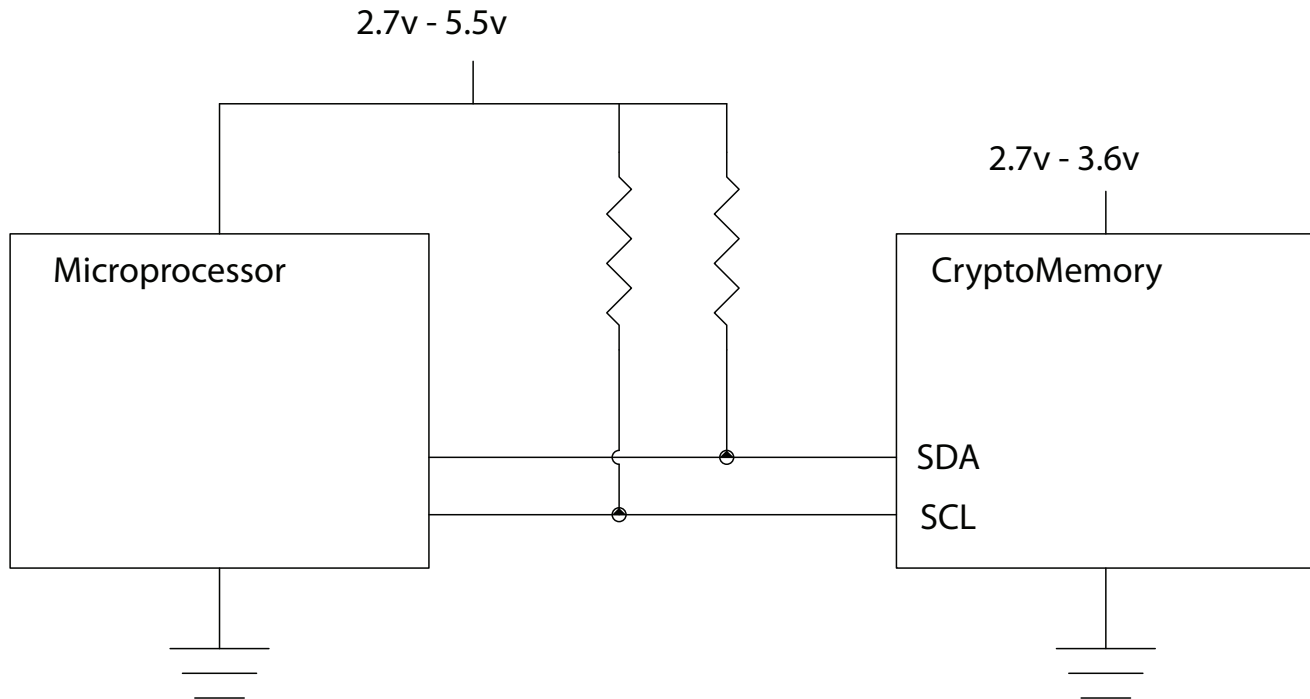 2.7v - 5.5v
2.7v - 3.6v
Microprocessor
CryptoMemory
SDA
SCL